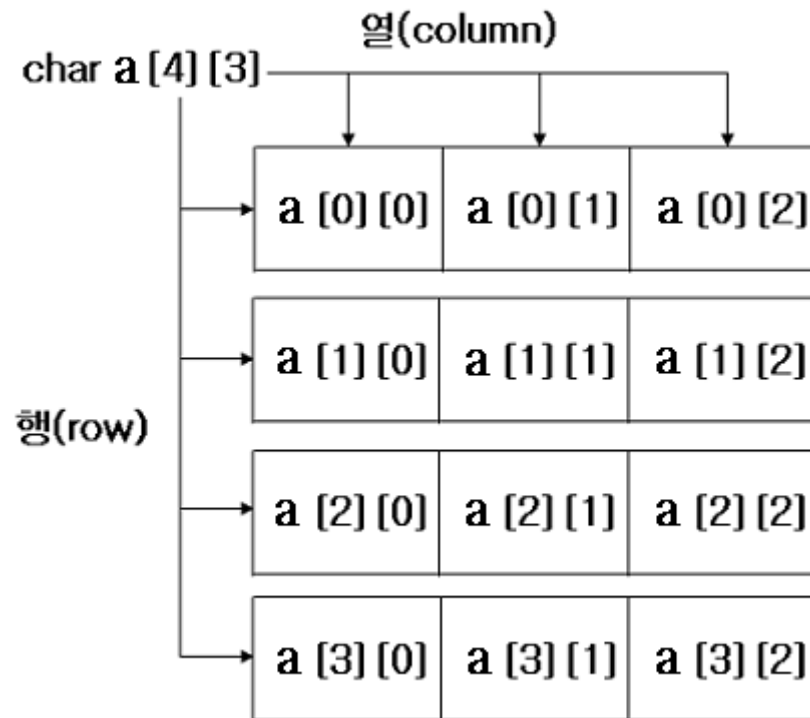 열(column)
char a [4] [3]
a [0] [0] a [0] [1] a [0] [2]
a [1] [0] a [1] [1] a [1] [2]
행(row)
a [2] [0] a [2] [1] a [2] [2]
a [3] [0] a [3] [1] a [3] [2]